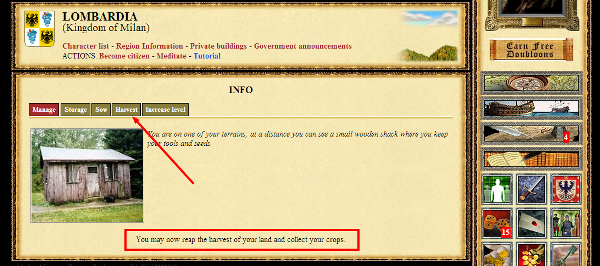 LOMBARDIA
(Kingdom of Milan)
Character list - Region Information - Private buildings - Government announcements
ACTIONS: Become citizen - Meditate - Tutorial
Earn Free
Doubloons
INFO
Manage Storage Sow Harvest Increase level
You are on one of your terrains, at a distance you can see a small wooden shack where you keep
your tools and seeds.
You may now reap the harvest of your land and collect your crops.
4
15